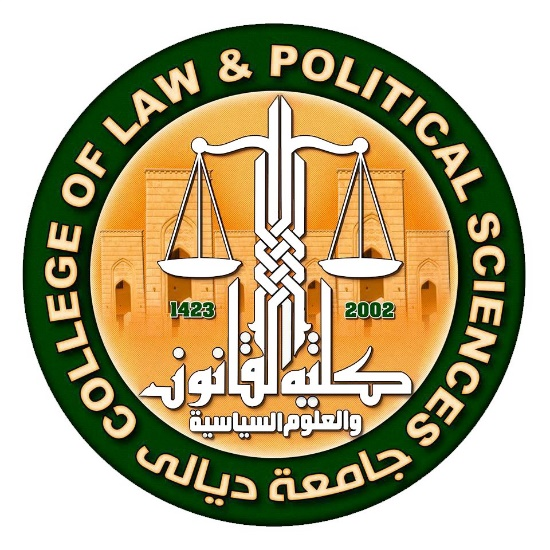 COLLEGE OF LAW & POLITICAL SCIENCES
1423 2002
كلية القانون
والعلوم السياسية
جامعة ديالى